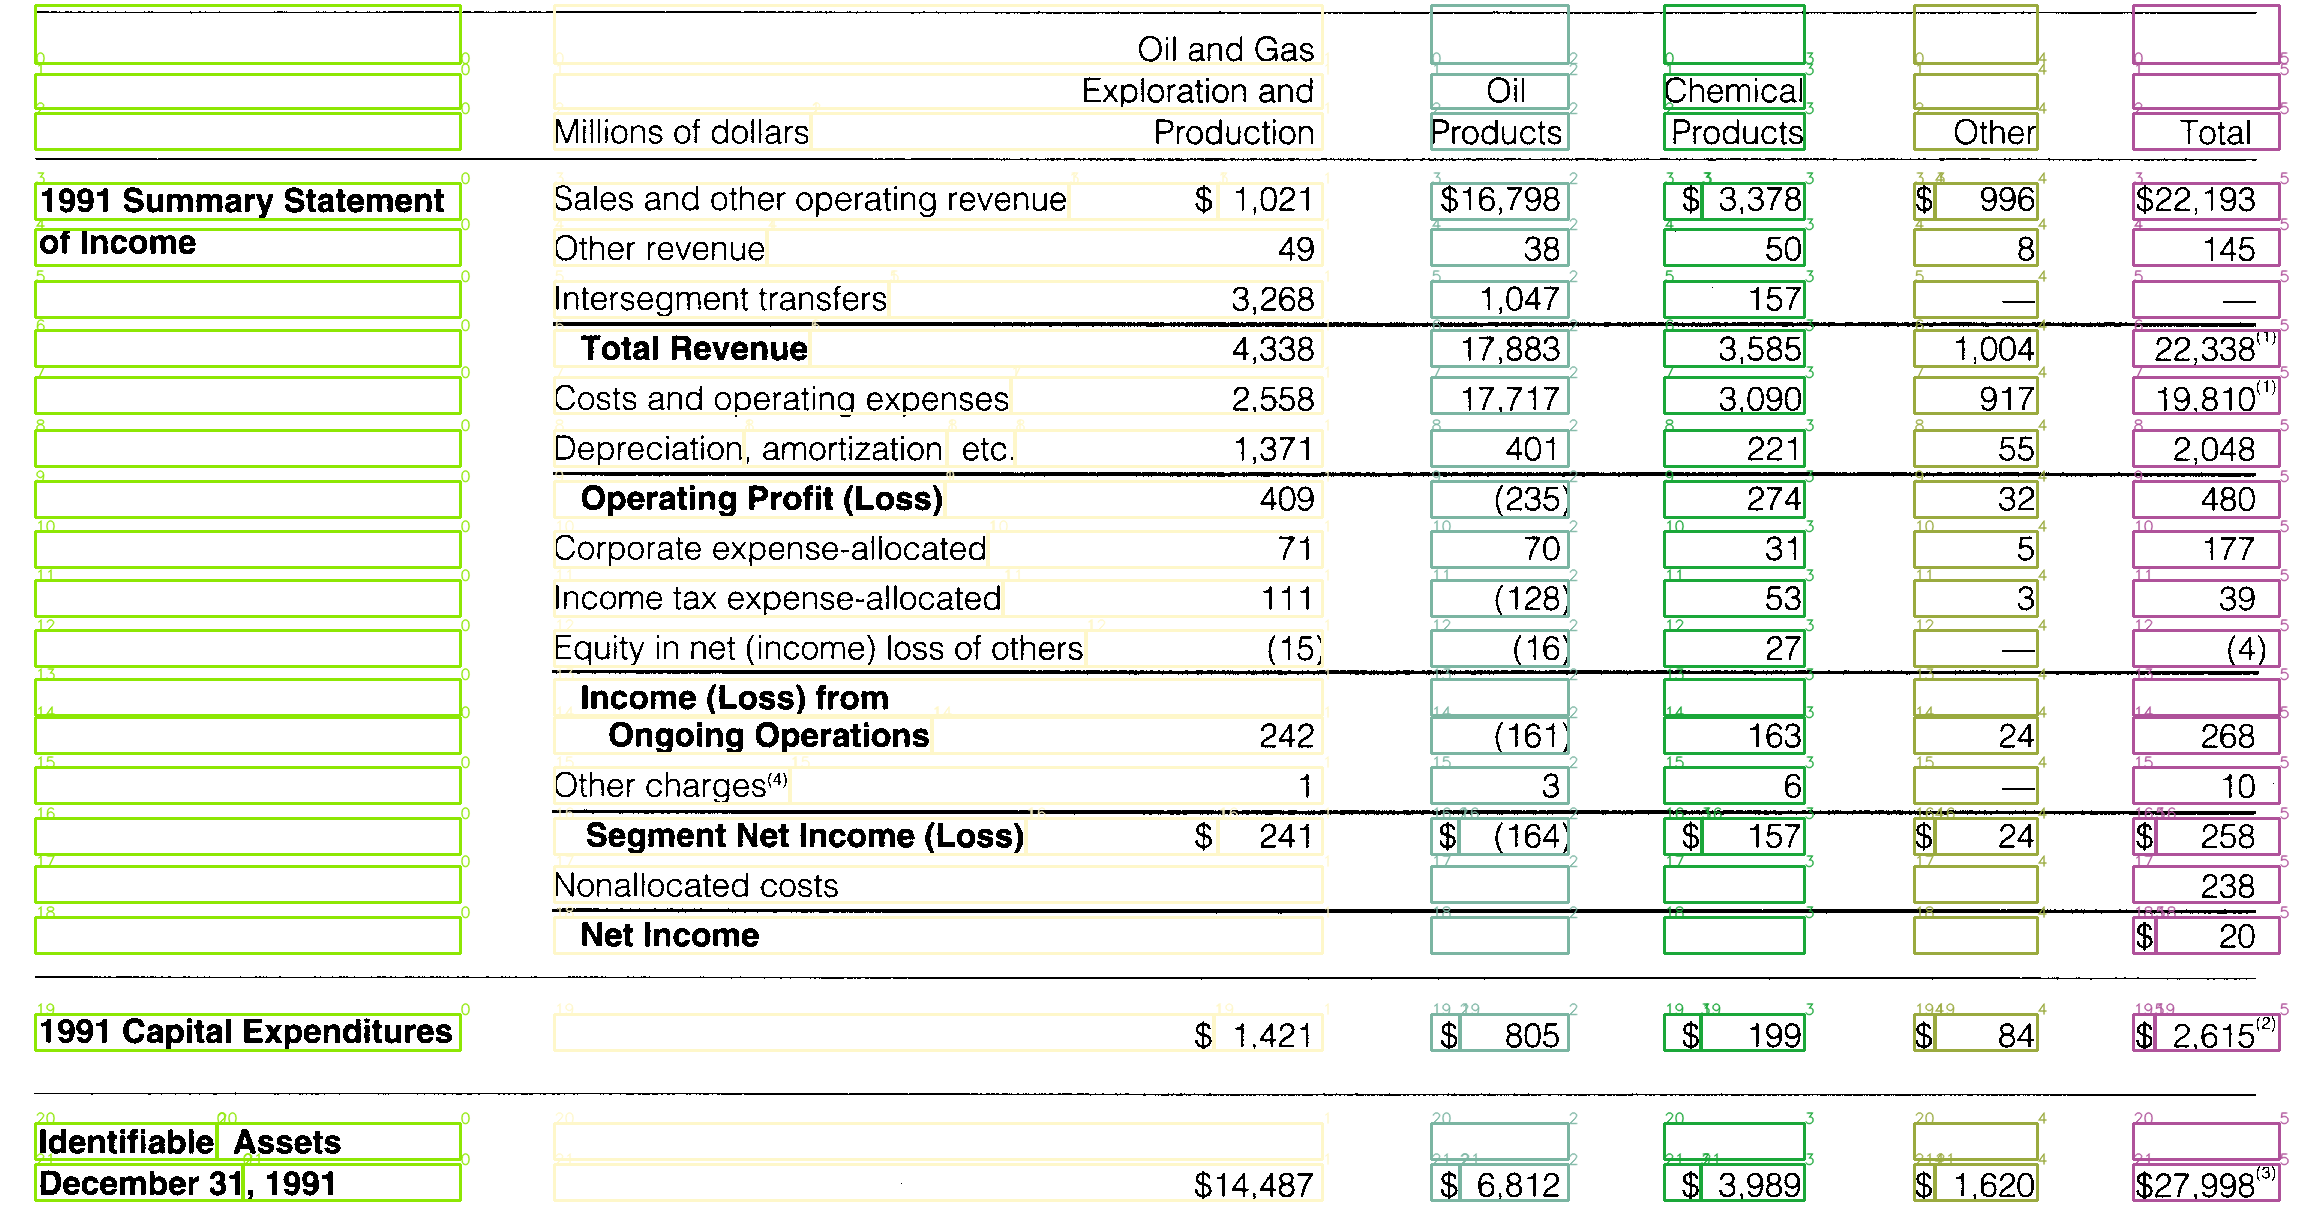 Oil and Gas
Exploration and Oil Chemical
Millions of dollars Production Products Products Other Total
1991 Summary Statement Sales and other operating revenue $ 1,021 $16,798 $ 3,378 $ 996 $22,193
of Income Other revenue 49 38 50 8 145
Intersegment transfers 3,268 1,047 157 — —
Total Revenue 4,338 17,883 3,585 1,004 22,338(1)
Costs and operating expenses 2,558 17,717 3,090 917 19,810(1)
Depreciation, amortization etc. 1,371 401 221 55 2,048
Operating Profit (Loss) 409 (235) 274 32 480
Corporate expense-allocated 71 70 31 5 177
Income tax expense-allocated 111 (128) 53 3 39
Equity in net (income) loss of others (15) (16) 27 — (4)
Income (Loss) from
Ongoing Operations 242 (161) 163 24 268
Other charges(4) 1 3 6 — 10
Segment Net Income (Loss) $ 241 $ (164) $ 157 $ 24 $ 258
Nonallocated costs 238
Net Income $ 20
1991 Capital Expenditures $ 1,421 $ 805 $ 199 $ 84 $ 2,615(2)
Identifiable Assets
December 31, 1991 $14,487 $ 6,812 $ 3,989 $ 1,620 $27,998(3)